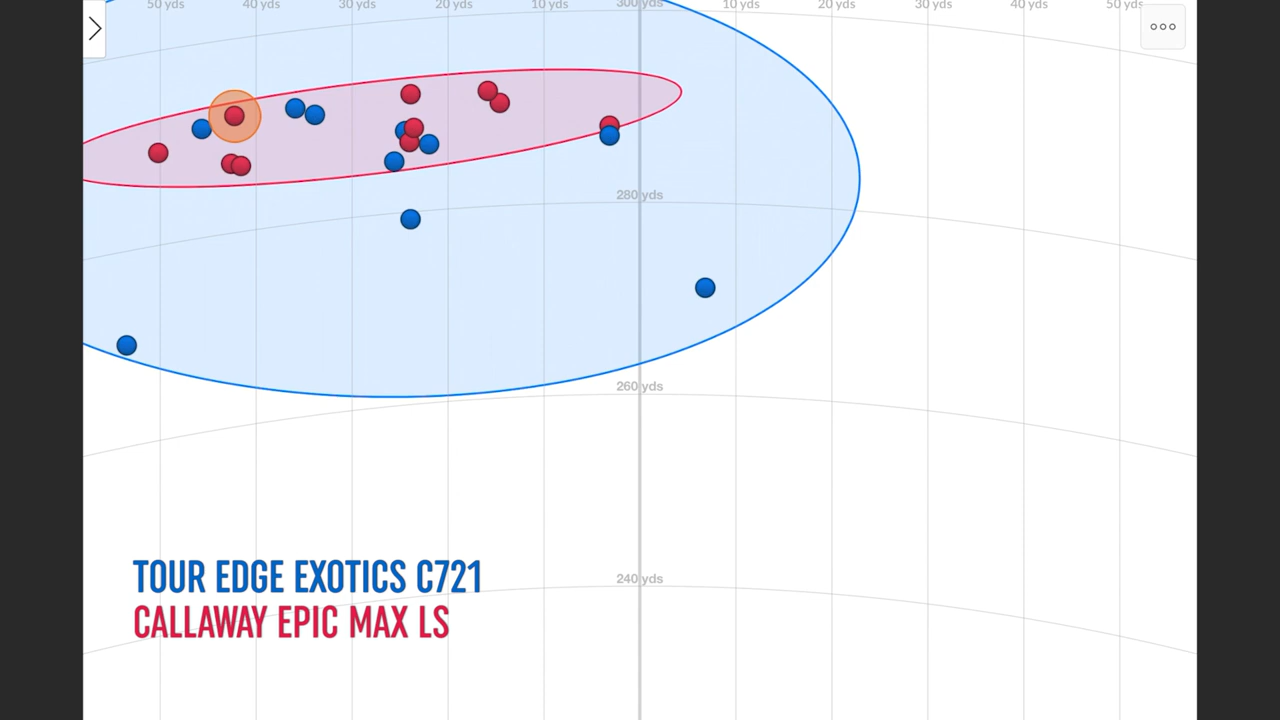 50 yds 40 yds 30 yds 20 yds 10 yds 300 yds 10 yds 20 yds 30 yds 40 yds 50 yds
280 yds
260 yds
240 yds
TOUR EDGE EXOTICS C721
CALLAWAY EPIC MAX LS